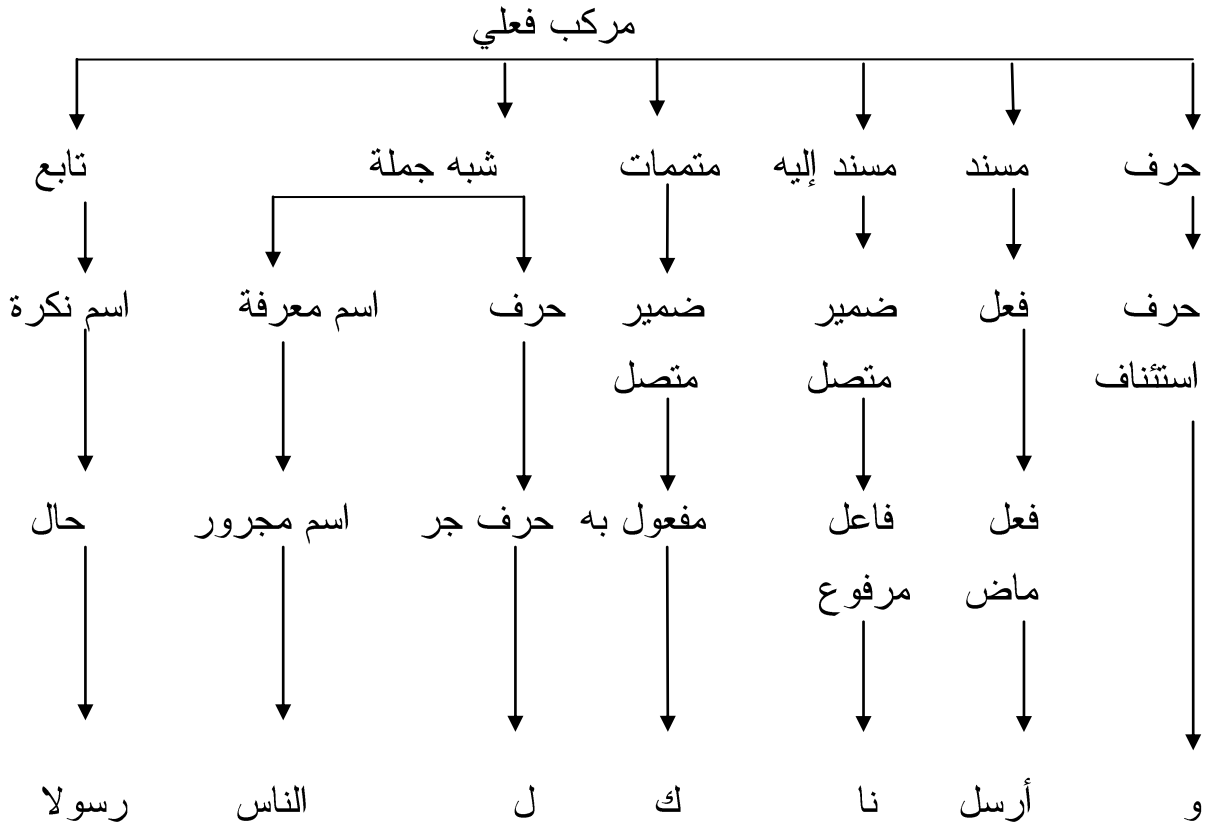 مركب فعلي
حرف مسند مسند إليه متممات شبه جملة تابع
حرف فعل ضمير ضمير حرف اسم معرفة اسم نكرة
استئناف متصل متصل
فعل فاعل مفعول به حرف جر اسم مجرور حال
ماض مرفوع
و أرسل نا ك ل الناس رسولا